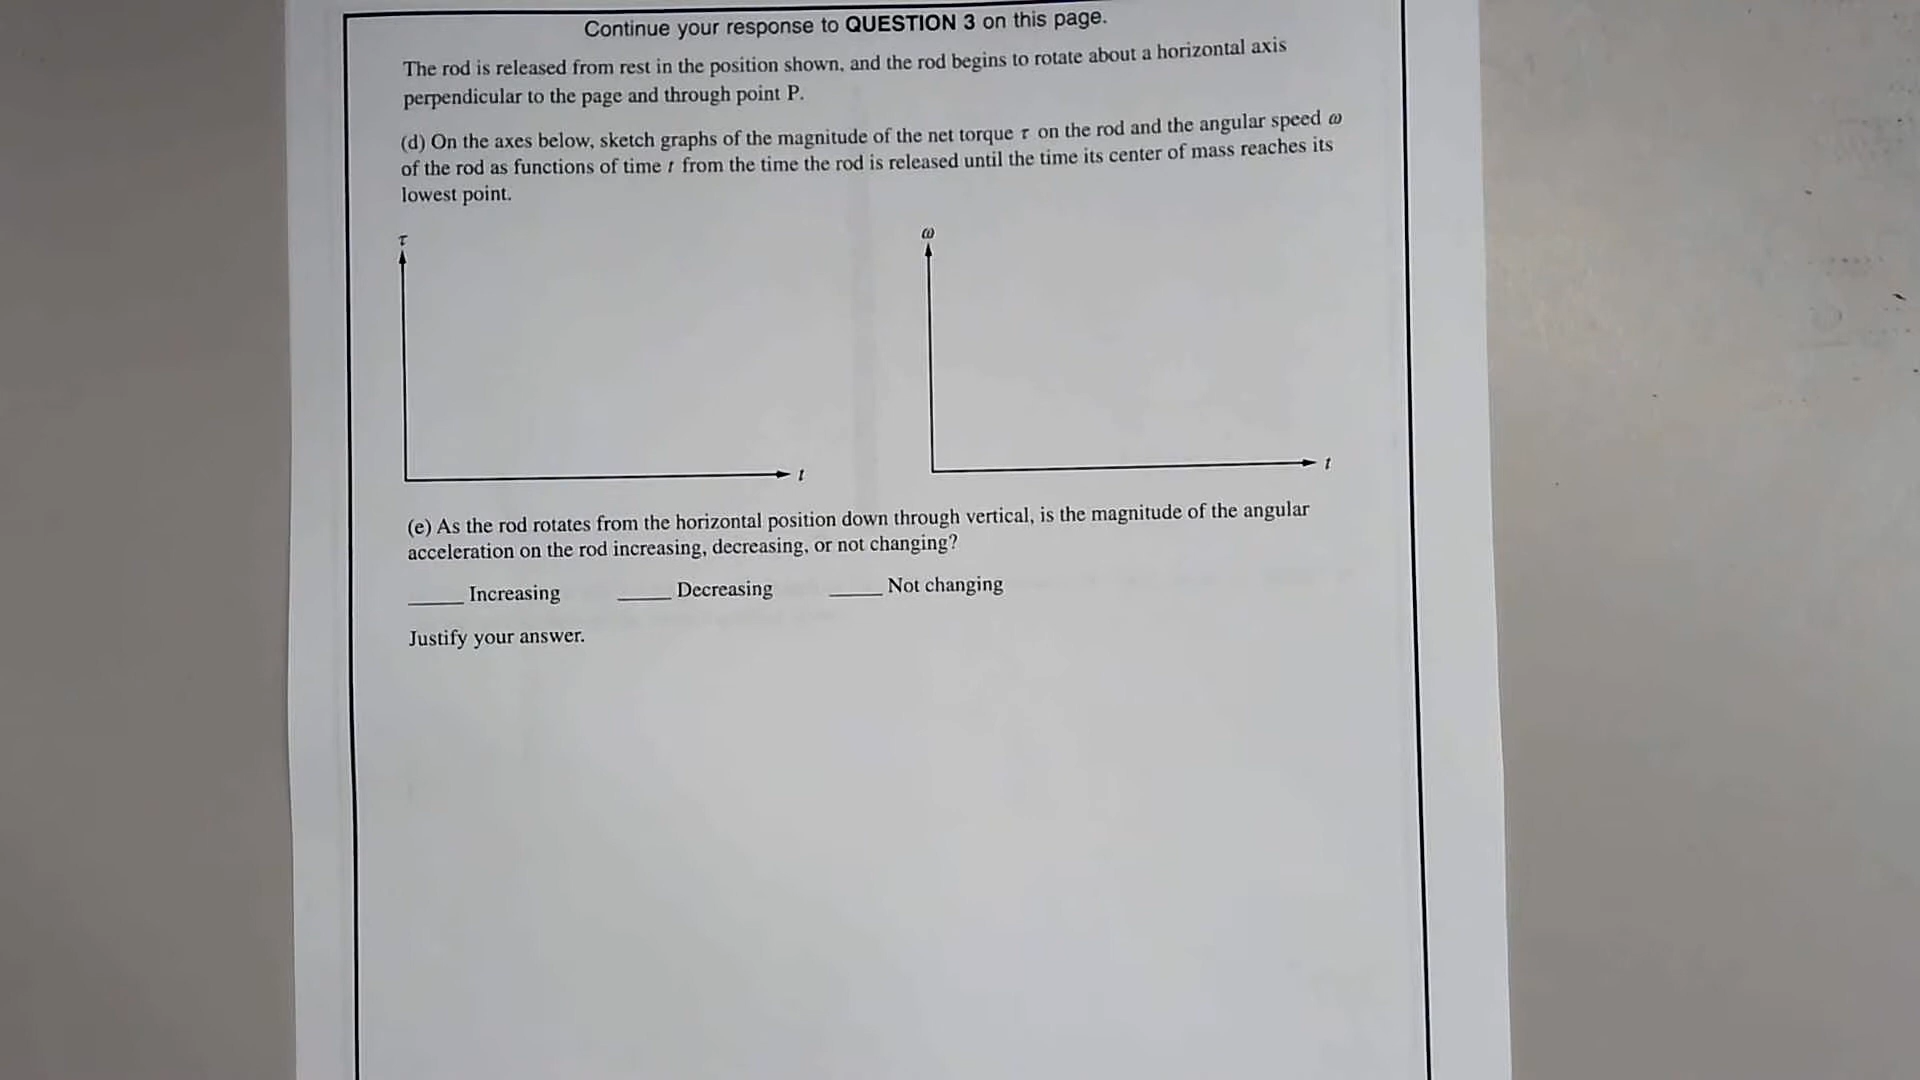 Continue your response to QUESTION 3 on this page.
The rod is released from rest in the position shown, and the rod begins to rotate about a horizontal axis
perpendicular to the page and through point P.
(d) On the axes below, sketch graphs of the magnitude of the net torque τ on the rod and the angular speed ω
of the rod as functions of time t from the time the rod is released until the time its center of mass reaches its
lowest point.
τ
ω
t
t
(e) As the rod rotates from the horizontal position down through vertical, is the magnitude of the angular
acceleration on the rod increasing, decreasing, or not changing?
_____ Increasing _____ Decreasing _____ Not changing
Justify your answer.